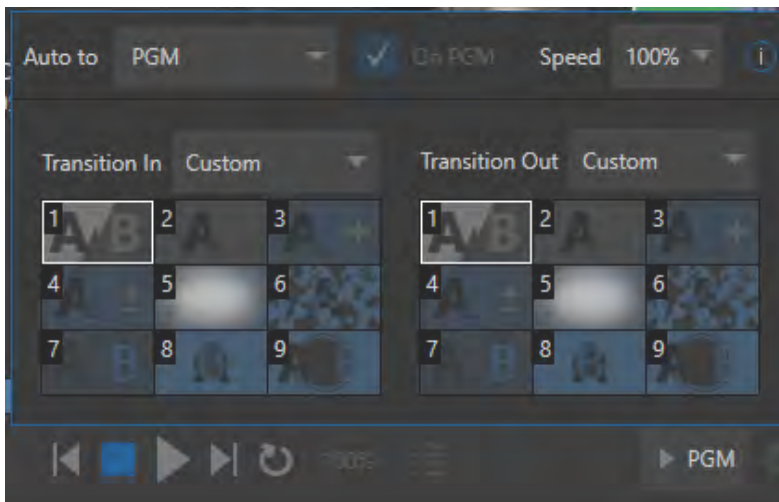 Auto to PGM On PGM Speed 100% i
Transition In Custom Transition Out Custom
1 A B 2 A 3 A + 1 A B 2 A 3 A +
4 A ± 5 6 4 A ± 5 6
7 B 8 9 A B 7 B 8 9 A B
100% PGM